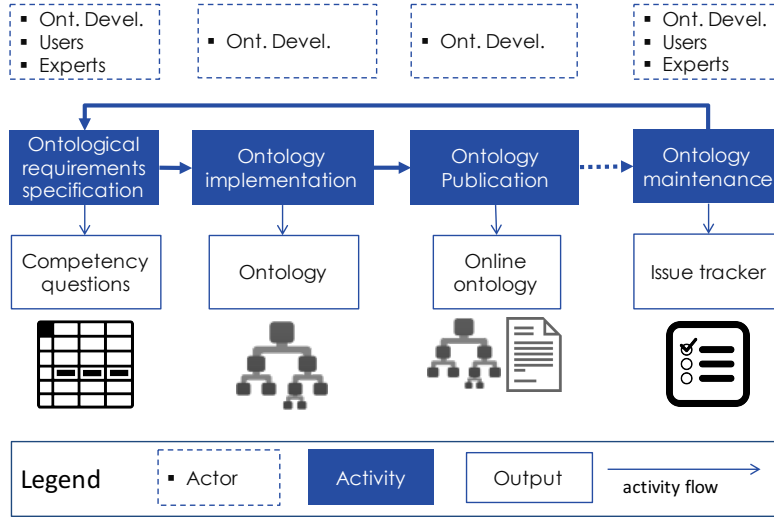 ▪ Ont. Devel.
▪ Users
▪ Experts
▪ Ont. Devel.
▪ Ont. Devel.
▪ Ont. Devel.
▪ Users
▪ Experts
Ontological
requirements
specification
Ontology
implementation
Ontology
Publication
Ontology
maintenance
Competency
questions
Ontology
Online
ontology
Issue tracker
Legend
▪ Actor
Activity
Output
activity flow